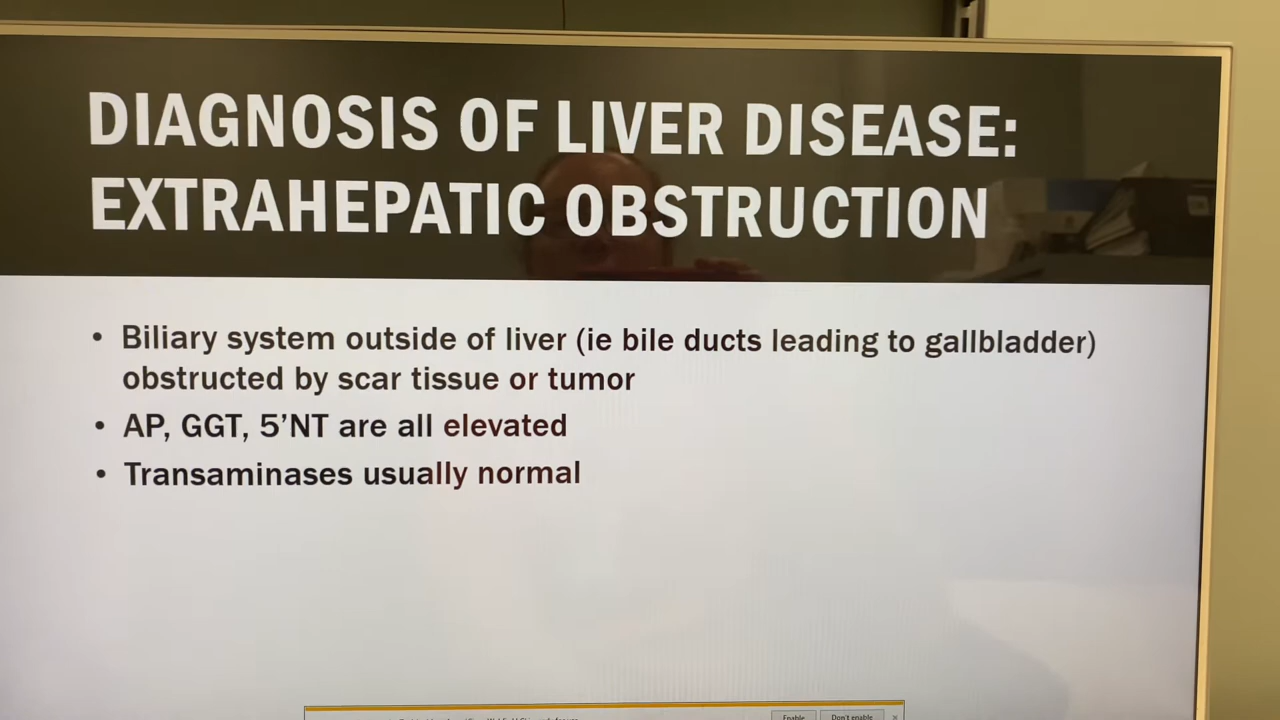 DIAGNOSIS OF LIVER DISEASE:
EXTRAHEPATIC OBSTRUCTION
• Biliary system outside of liver (ie bile ducts leading to gallbladder)
obstructed by scar tissue or tumor
• AP, GGT, 5’NT are all elevated
• Transaminases usually normal
Enable Don't enable